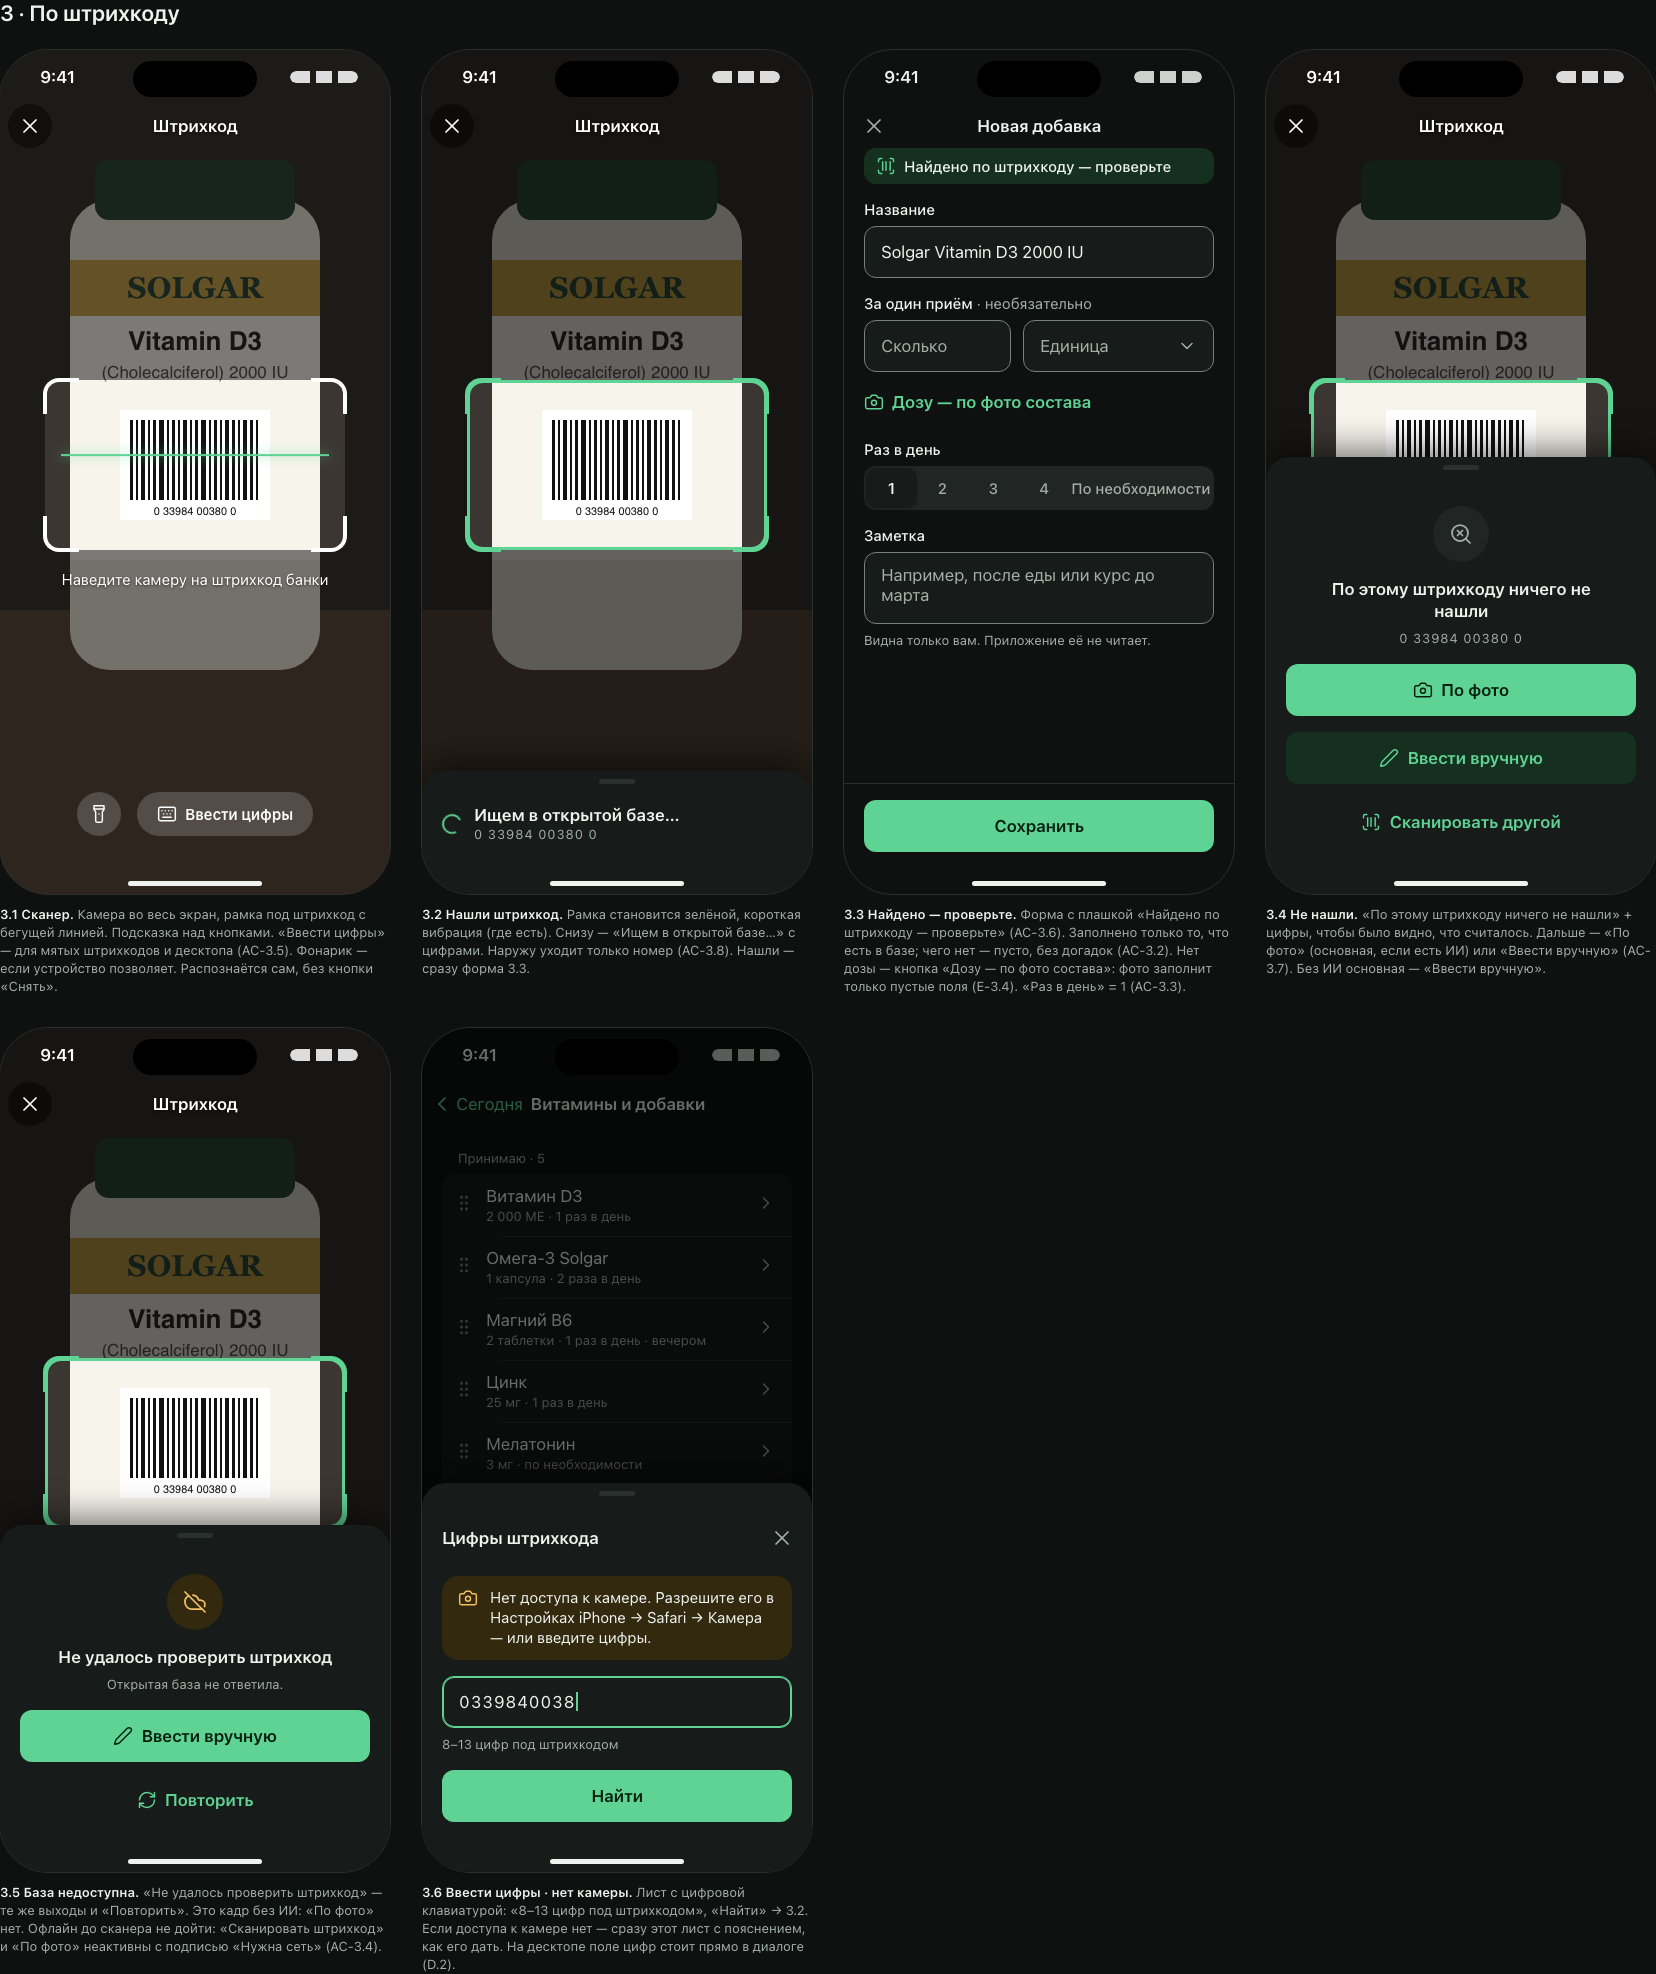 3 · По штрихкоду
9:41
Штрихкод
SOLGAR
Vitamin D3
(Cholecalciferol) 2000 IU
0 33984 00380 0
Наведите камеру на штрихкод банки
Ввести цифры
3.1 Сканер. Камера во весь экран, рамка под штрихкод с
бегущей линией. Подсказка над кнопками. «Ввести цифры»
— для мятых штрихкодов и десктопа (AC-3.5). Фонарик —
если устройство позволяет. Распознаётся сам, без кнопки
«Снять».
9:41
Штрихкод
SOLGAR
Vitamin D3
(Cholecalciferol) 2000 IU
0 33984 00380 0
Ищем в открытой базе...
0 33984 00380 0
3.2 Нашли штрихкод. Рамка становится зелёной, короткая
вибрация (где есть). Снизу — «Ищем в открытой базе...» с
цифрами. Наружу уходит только номер (AC-3.8). Нашли —
сразу форма 3.3.
9:41
Новая добавка
Найдено по штрихкоду — проверьте
Название
Solgar Vitamin D3 2000 IU
За один приём · необязательно
Сколько
Единица
Дозу — по фото состава
Раз в день
1 2 3 4 По необходимости
Заметка
Например, после еды или курс до
марта
Видна только вам. Приложение её не читает.
Сохранить
3.3 Найдено — проверьте. Форма с плашкой «Найдено по
штрихкоду — проверьте» (AC-3.6). Заполнено только то, что
есть в базе; чего нет — пусто, без догадок (AC-3.2). Нет
дозы — кнопка «Дозу — по фото состава»: фото заполнит
только пустые поля (E-3.4). «Раз в день» = 1 (AC-3.3).
9:41
Штрихкод
SOLGAR
Vitamin D3
(Cholecalciferol) 2000 IU
По этому штрихкоду ничего не
нашли
0 33984 00380 0
По фото
Ввести вручную
Сканировать другой
3.4 Не нашли. «По этому штрихкоду ничего не нашли» +
цифры, чтобы было видно, что считалось. Дальше — «По
фото» (основная, если есть ИИ) или «Ввести вручную» (AC-
3.7). Без ИИ основная — «Ввести вручную».
9:41
Штрихкод
SOLGAR
Vitamin D3
(Cholecalciferol) 2000 IU
0 33984 00380 0
Не удалось проверить штрихкод
Открытая база не ответила.
Ввести вручную
Повторить
3.5 База недоступна. «Не удалось проверить штрихкод» —
те же выходы и «Повторить». Это кадр без ИИ: «По фото»
нет. Офлайн до сканера не дойти: «Сканировать штрихкод»
и «По фото» неактивны с подписью «Нужна сеть» (AC-3.4).
9:41
Сегодня Витамины и добавки
Принимаю · 5
Витамин D3
2 000 МЕ · 1 раз в день
Омега-3 Solgar
1 капсула · 2 раза в день
Магний B6
2 таблетки · 1 раз в день · вечером
Цинк
25 мг · 1 раз в день
Мелатонин
3 мг · по необходимости
Цифры штрихкода
Нет доступа к камере. Разрешите его в
Настройках iPhone → Safari → Камера
— или введите цифры.
0339840038
8–13 цифр под штрихкодом
Найти
3.6 Ввести цифры · нет камеры. Лист с цифровой
клавиатурой: «8–13 цифр под штрихкодом», «Найти» → 3.2.
Если доступа к камере нет — сразу этот лист с пояснением,
как его дать. На десктопе поле цифр стоит прямо в диалоге
(D.2).